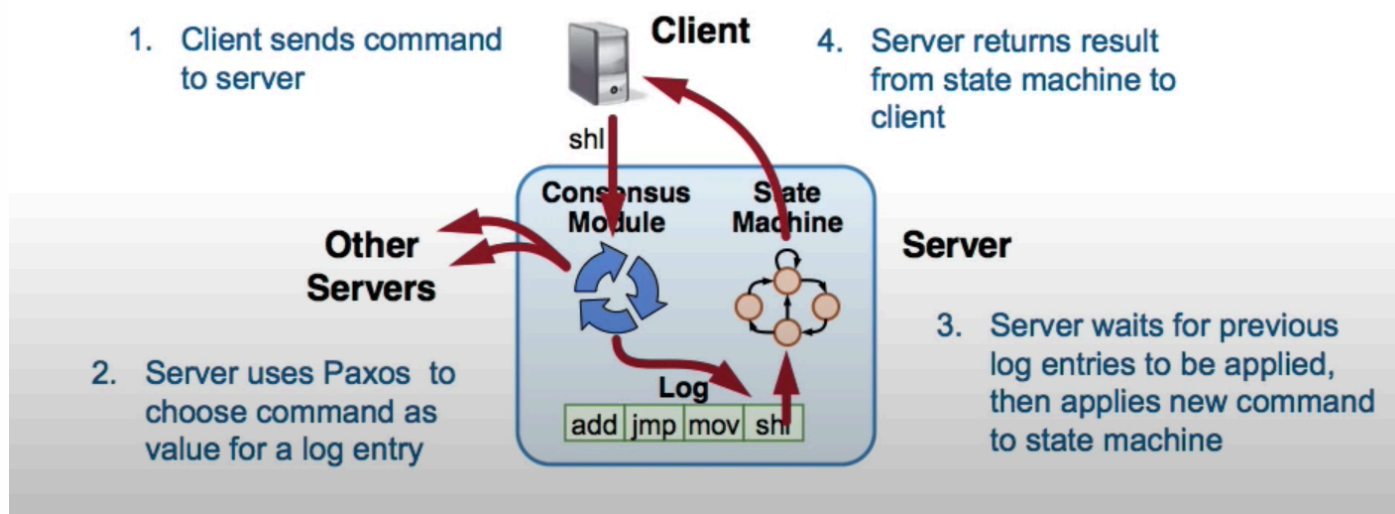 1. Client sends command
to server
Client
4. Server returns result
from state machine to
client
shl
Consensus
Module
State
Machine
Other
Servers
Server
2. Server uses Paxos to
choose command as
value for a log entry
Log
add jmp mov shl
3. Server waits for previous
log entries to be applied,
then applies new command
to state machine